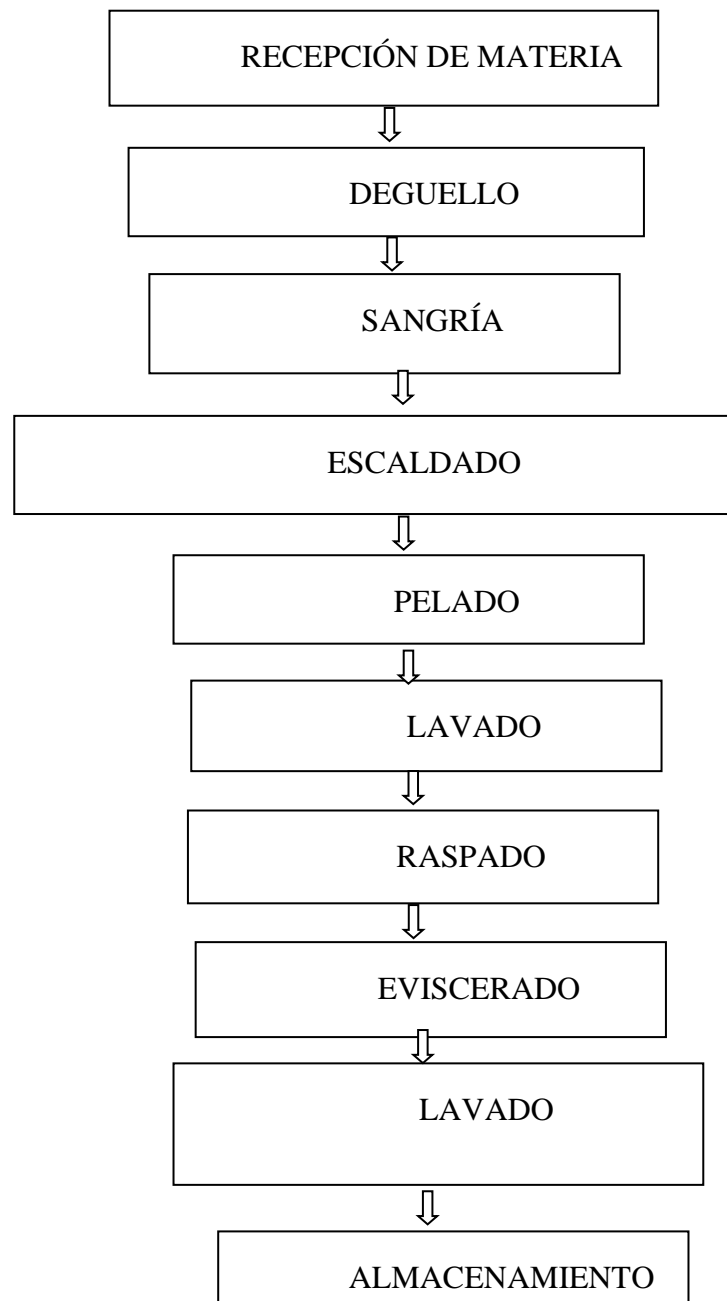 RECEPCIÓN DE MATERIA
DEGUELLO
SANGRÍA
ESCALDADO
PELADO
LAVADO
RASPADO
EVISCERADO
LAVADO
ALMACENAMIENTO